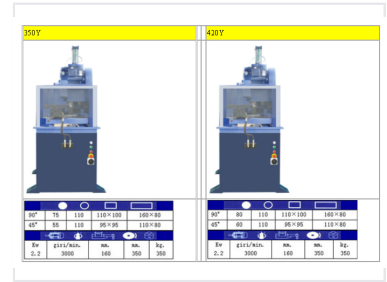 350Y
420Y
90° 75 110 110×100 160×80
45° 55 110 95×95 110×80
Kw giri/min. mm. mm. kg.
2.2 3000 160 350 350
90° 80 110 110×100 160×80
45° 60 110 95×95 110×80
Kw giri/min. mm. mm. kg.
2.2 3000 160 350 350